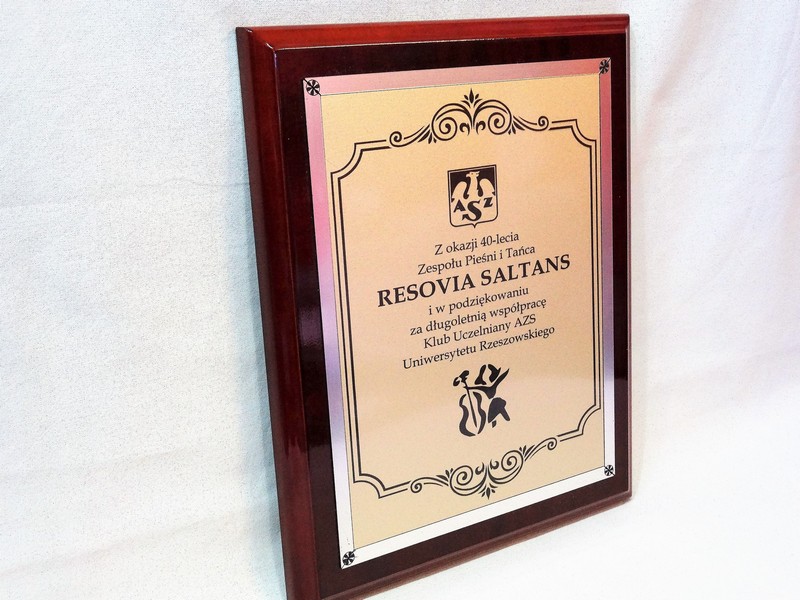 AZS
Z okazji 40-lecia
Zespołu Pieśni i Tańca
RESOVIA SALTANS
i w podziękowaniu
za długoletnią współpracę
Klub Uczelniany AZS
Uniwersytetu Rzeszowskiego